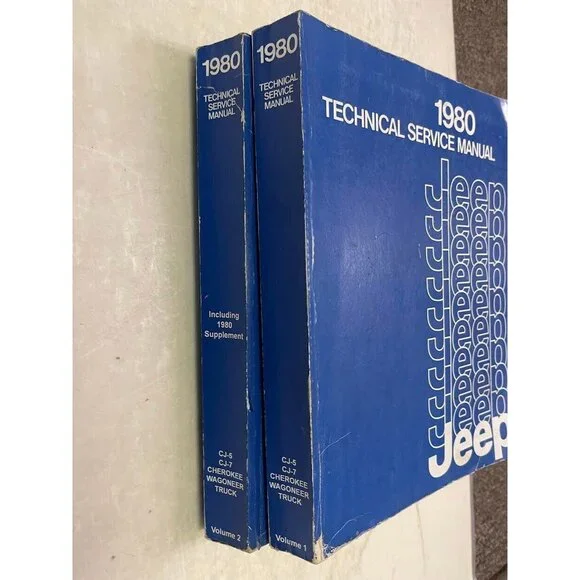 1980
TECHNICAL
SERVICE
MANUAL
Including
1980
Supplement
CJ-5
CJ-7
CHEROKEE
WAGONEER
TRUCK
Volume 2
1980
TECHNICAL
SERVICE
MANUAL
CJ-5
CJ-7
CHEROKEE
WAGONEER
TRUCK
Volume 1
1980
TECHNICAL SERVICE MANUAL
Jeep
Jeep